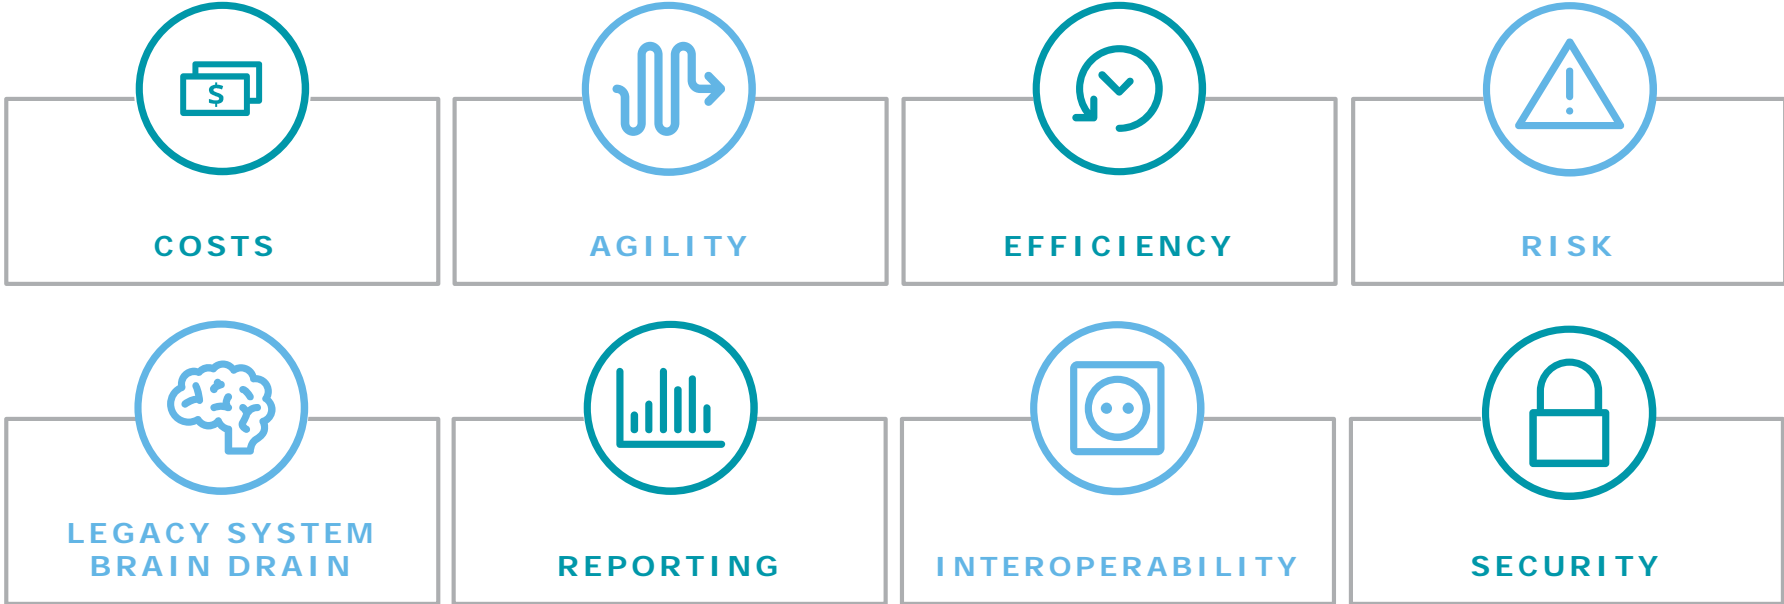 $
COSTS
AGILITY
EFFICIENCY
RISK
LEGACY SYSTEM
BRAIN DRAIN
REPORTING
INTEROPERABILITY
SECURITY